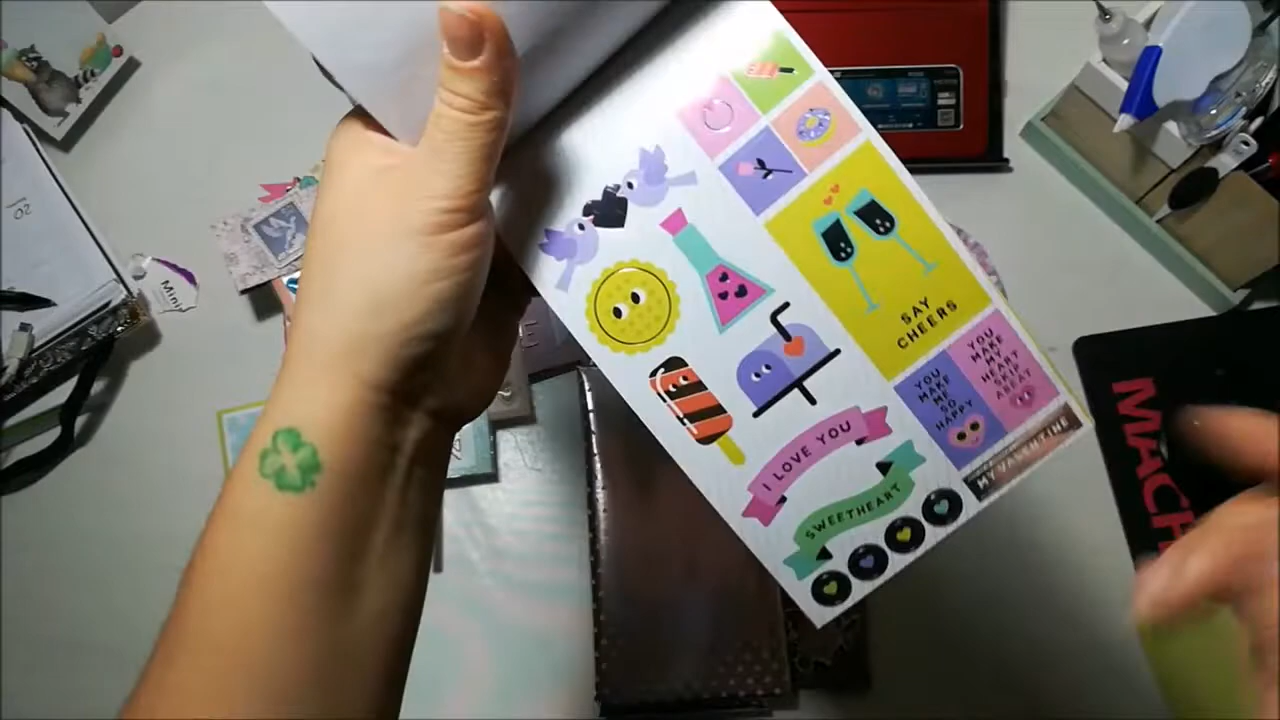 SAY
CHEERS
YOU
MAKE
MY
HEART
SKIP
A BEAT
YOU
MAKE
ME
SO
HAPPY
MY VALENTINE
I LOVE YOU
SWEETHEART
Mini
20
MACH